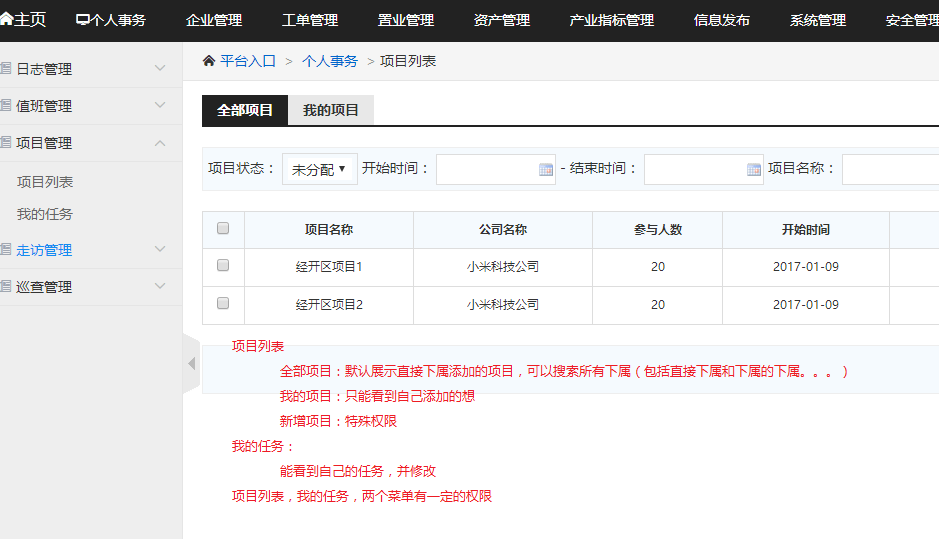 主页 个人事务 企业管理 工单管理 置业管理 资产管理 产业指标管理 信息发布 系统管理 安全管理
日志管理
值班管理
项目管理
项目列表
我的任务
走访管理
巡查管理
平台入口 > 个人事务 > 项目列表
全部项目 我的项目
项目状态： 未分配 开始时间： - 结束时间： 项目名称：
项目名称 公司名称 参与人数 开始时间
经开区项目1 小米科技公司 20 2017-01-09
经开区项目2 小米科技公司 20 2017-01-09
项目列表
全部项目：默认展示直接下属添加的项目，可以搜索所有下属（包括直接下属和下属的下属。。。）
我的项目：只能看到自己添加的想
新增项目：特殊权限
我的任务：
能看到自己的任务，并修改
项目列表，我的任务，两个菜单有一定的权限